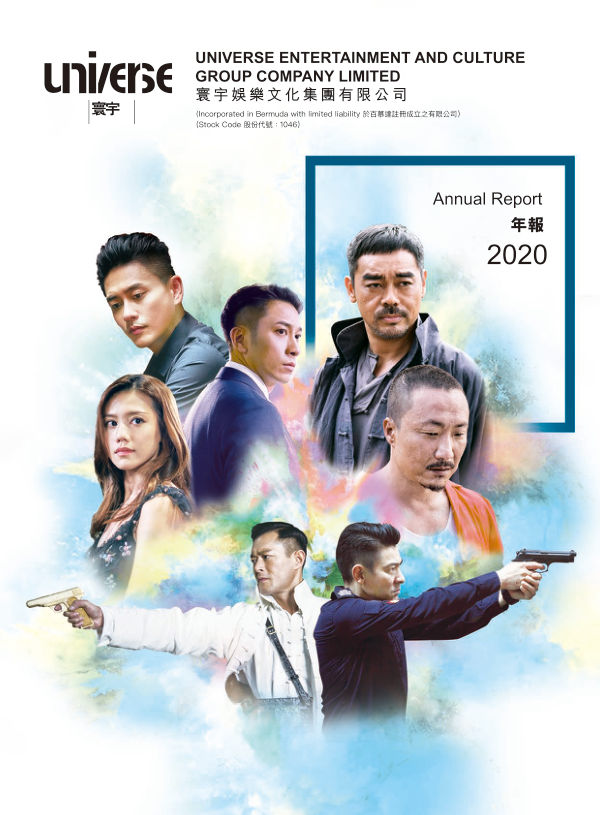 universe
寰宇
UNIVERSE ENTERTAINMENT AND CULTURE
GROUP COMPANY LIMITED
寰宇娛樂文化集團有限公司
(Incorporated in Bermuda with limited liability 於百慕達註冊成立之有限公司)
(Stock Code 股份代號：1046)
Annual Report
年報
2020